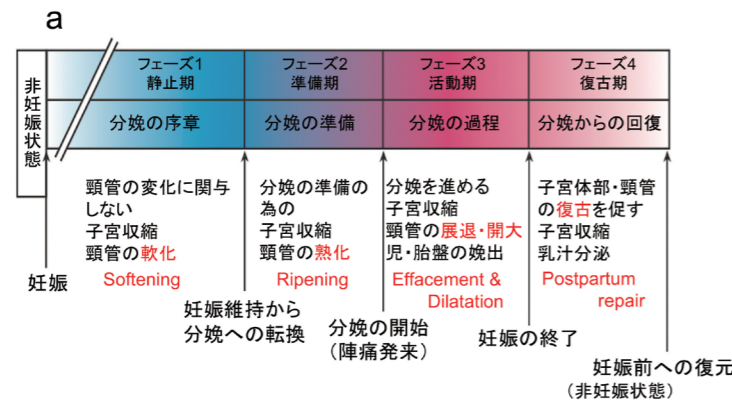 a
非妊娠状態
フェーズ1
静止期
フェーズ2
準備期
フェーズ3
活動期
フェーズ4
復古期
分娩の序章
分娩の準備
分娩の過程
分娩からの回復
頸管の変化に関与
しない
子宮収縮
頸管の軟化
Softening
分娩の準備の
為の
子宮収縮
頸管の熟化
Ripening
分娩を進める
子宮収縮
頸管の展退・開大
児・胎盤の娩出
Effacement &
Dilatation
子宮体部・頸管
の復古を促す
子宮収縮
乳汁分泌
Postpartum
repair
妊娠
妊娠維持から
分娩への転換
分娩の開始
(陣痛発来)
妊娠の終了
妊娠前への復元
(非妊娠状態)